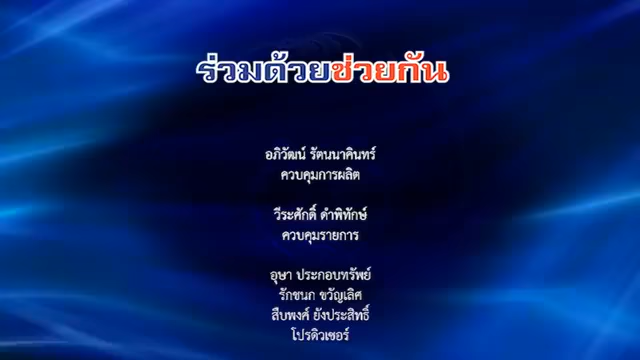 ร่วมด้วยช่วยกัน
อภิวัฒน์ รัตนนาคินทร์
ควบคุมการผลิต
วีระศักดิ์ ดำพิทักษ์
ควบคุมรายการ
อุษา ประกอบทรัพย์
รักชนก ขวัญเลิศ
สืบพงศ์ ยังประสิทธิ์
โปรดิวเซอร์